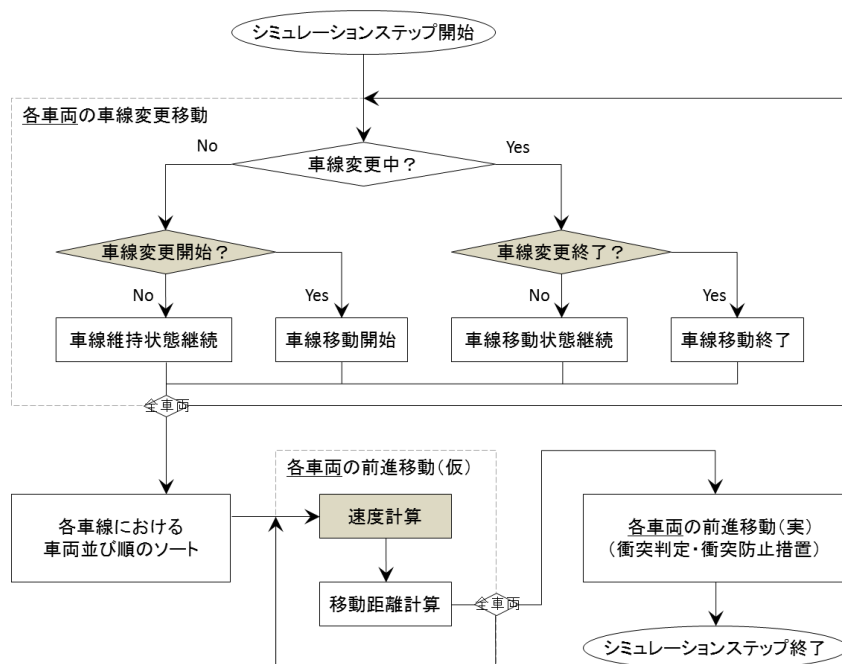 シミュレーションステップ開始
各車両の車線変更移動
No
車線変更中？
Yes
車線変更開始？
車線変更終了？
No
Yes
No
Yes
車線維持状態継続
車線移動開始
車線移動状態継続
車線移動終了
全車両
各車両の前進移動（仮）
各車線における
車両並び順のソート
速度計算
移動距離計算
全車両
各車両の前進移動（実）
（衝突判定・衝突防止措置）
シミュレーションステップ終了